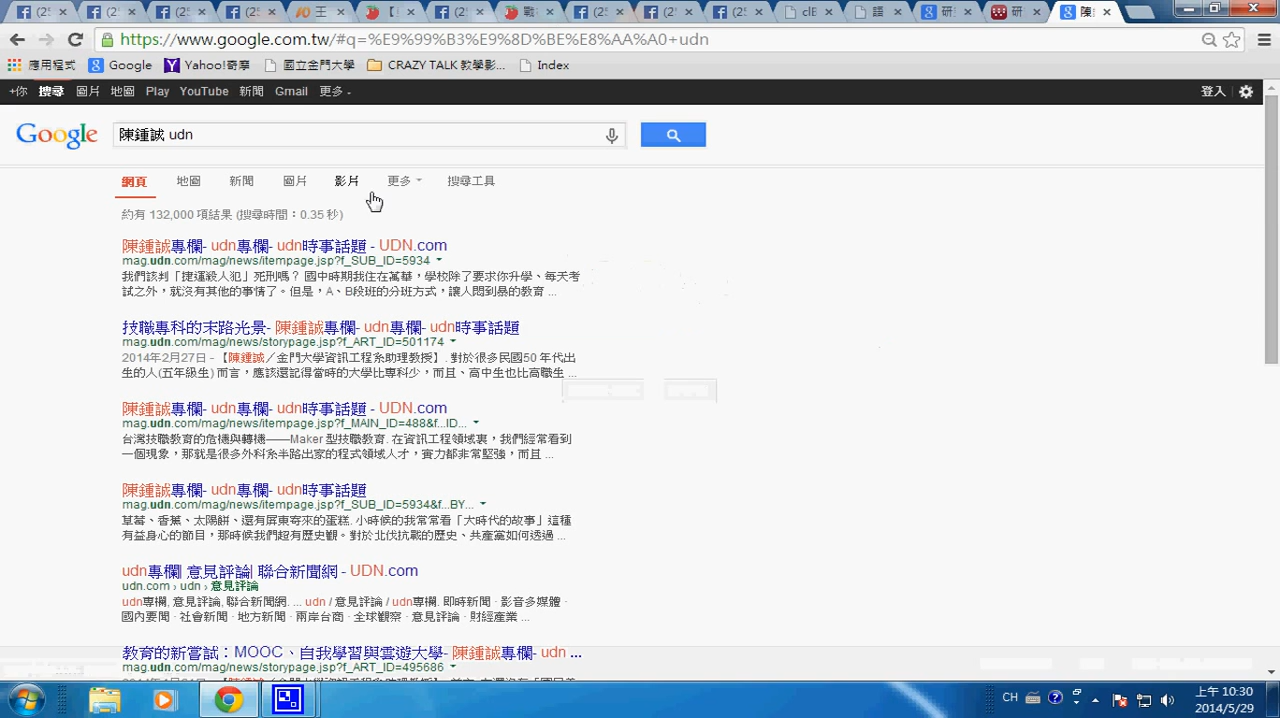 王
戰
clE
語
研
研
陳
https://www.google.com.tw/#q=%E9%99%B3%E9%8D%BE%E8%AA%A0+udn
應用程式 Google Yahoo!奇摩 國立金門大學 CRAZY TALK 教學影... Index
+你 搜尋 圖片 地圖 Play YouTube 新聞 Gmail 更多 登入
Google 陳鍾誠 udn
網頁 地圖 新聞 圖片 影片 更多 搜尋工具
約有 132,000 項結果 (搜尋時間：0.35 秒)
陳鍾誠專欄- udn專欄- udn時事話題 - UDN.com
mag.udn.com/mag/news/itempage.jsp?f_SUB_ID=5934
我們該判「捷運殺人犯」死刑嗎？ 國中時期我住在萬華，學校除了要求你升學、每天考
試之外，就沒有其他的事情了。但是，A、B段班的分班方式，讓人悶到暴的教育 ...
技職專科的末路光景- 陳鍾誠專欄- udn專欄- udn時事話題
mag.udn.com/mag/news/storypage.jsp?f_ART_ID=501174
2014年2月27日 - 【陳鍾誠／金門大學資訊工程系助理教授】. 對於很多民國50 年代出
生的人(五年級生) 而言，應該還記得當時的大學比專科少，而且、高中生也比高職生 ...
陳鍾誠專欄- udn專欄- udn時事話題 - UDN.com
mag.udn.com/mag/news/itempage.jsp?f_MAIN_ID=488&f...ID...
台灣技職教育的危機與轉機——Maker 型技職教育. 在資訊工程領域裏，我們經常看到
一個現象，那就是很多外科系半路出家的程式領域人才，實力都非常堅強，而且 ...
陳鍾誠專欄- udn專欄- udn時事話題
mag.udn.com/mag/news/itempage.jsp?f_SUB_ID=5934&f...BY...
草莓、香蕉、太陽餅、還有屏東寄來的蛋糕. 小時候的我常常看「大時代的故事」這種
有益身心的節目，那時候我們超有歷史觀。對於北伐抗戰的歷史、共產黨如何透過 ...
udn專欄| 意見評論| 聯合新聞網 - UDN.com
udn.com › udn › 意見評論
udn專欄, 意見評論, 聯合新聞網. ... udn / 意見評論 / udn專欄. 即時新聞 · 影音多媒體 ·
國內要聞 · 社會新聞 · 地方新聞 · 兩岸台商 · 全球觀察 · 意見評論 · 財經產業 ...
教育的新嘗試：MOOC、自我學習與雲遊大學- 陳鍾誠專欄- udn ...
mag.udn.com/mag/news/storypage.jsp?f_ART_ID=495686
CH 上午 10:30
2014/5/29